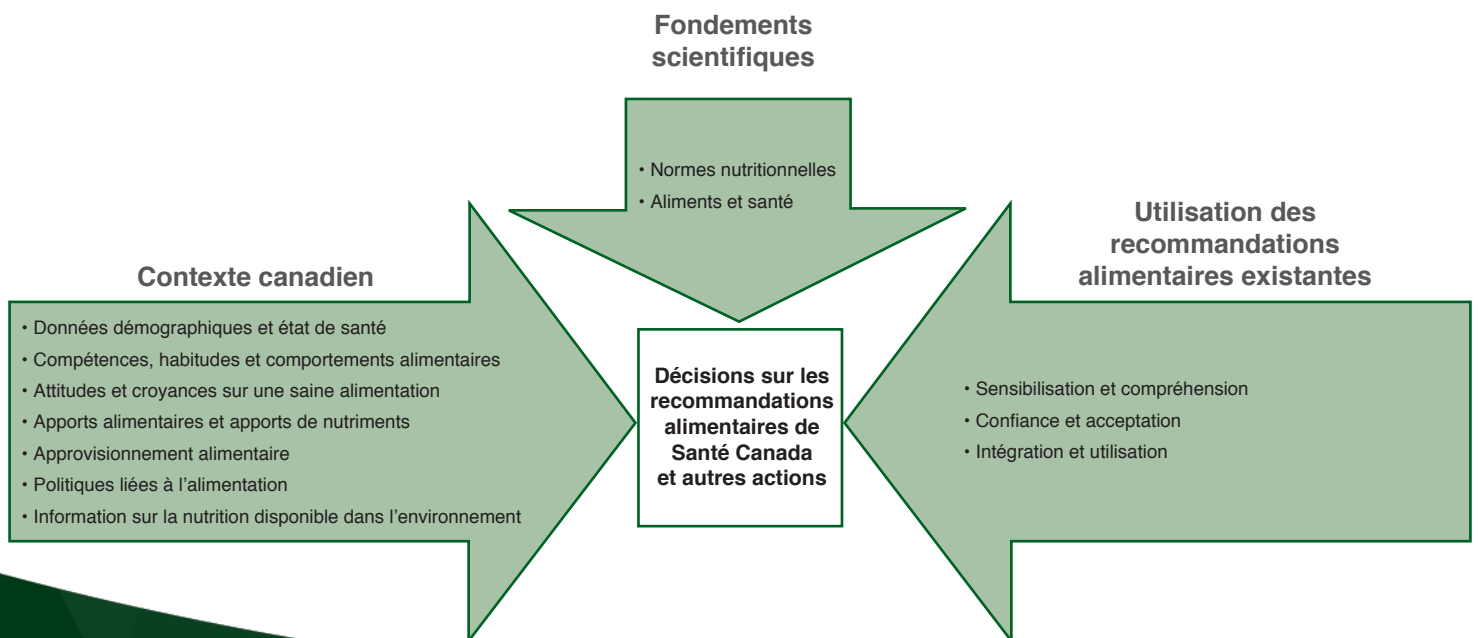 Fondements
scientifiques
• Normes nutritionnelles
• Aliments et santé
Contexte canadien
• Données démographiques et état de santé
• Compétences, habitudes et comportements alimentaires
• Attitudes et croyances sur une saine alimentation
• Apports alimentaires et apports de nutriments
• Approvisionnement alimentaire
• Politiques liées à l'alimentation
• Information sur la nutrition disponible dans l'environnement
Décisions sur les
recommandations
alimentaires de
Santé Canada
et autres actions
Utilisation des
recommandations
alimentaires existantes
• Sensibilisation et compréhension
• Confiance et acceptation
• Intégration et utilisation